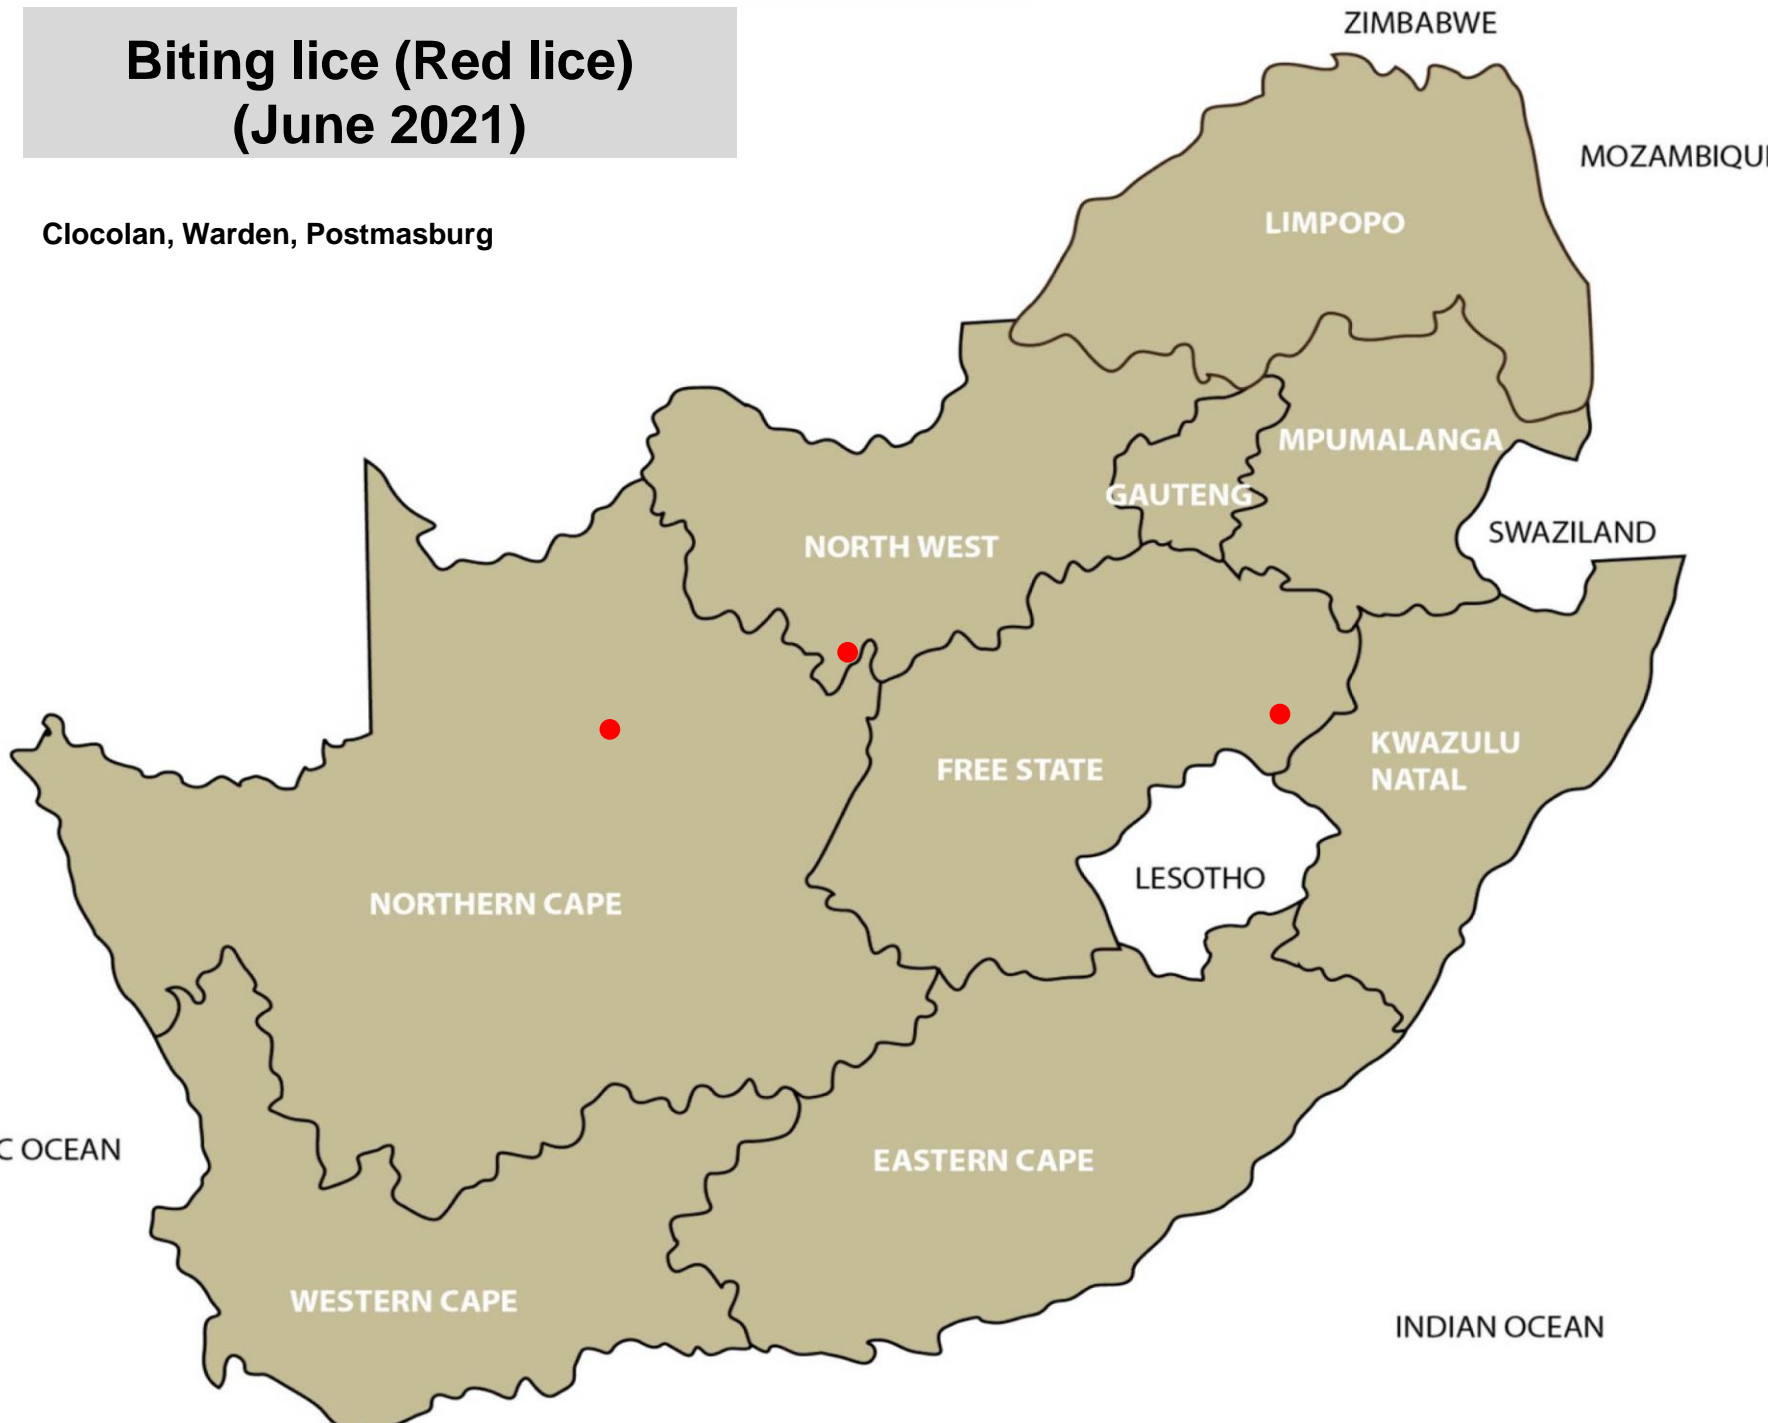 Biting lice (Red lice)
(June 2021)
Clocolan, Warden, Postmasburg
ZIMBABWE
MOZAMBIQU
LIMPOPO
MPUMALANGA
GAUTENG
SWAZILAND
NORTH WEST
KWAZULU
NATAL
FREE STATE
LESOTHO
NORTHERN CAPE
C OCEAN
EASTERN CAPE
WESTERN CAPE
INDIAN OCEAN